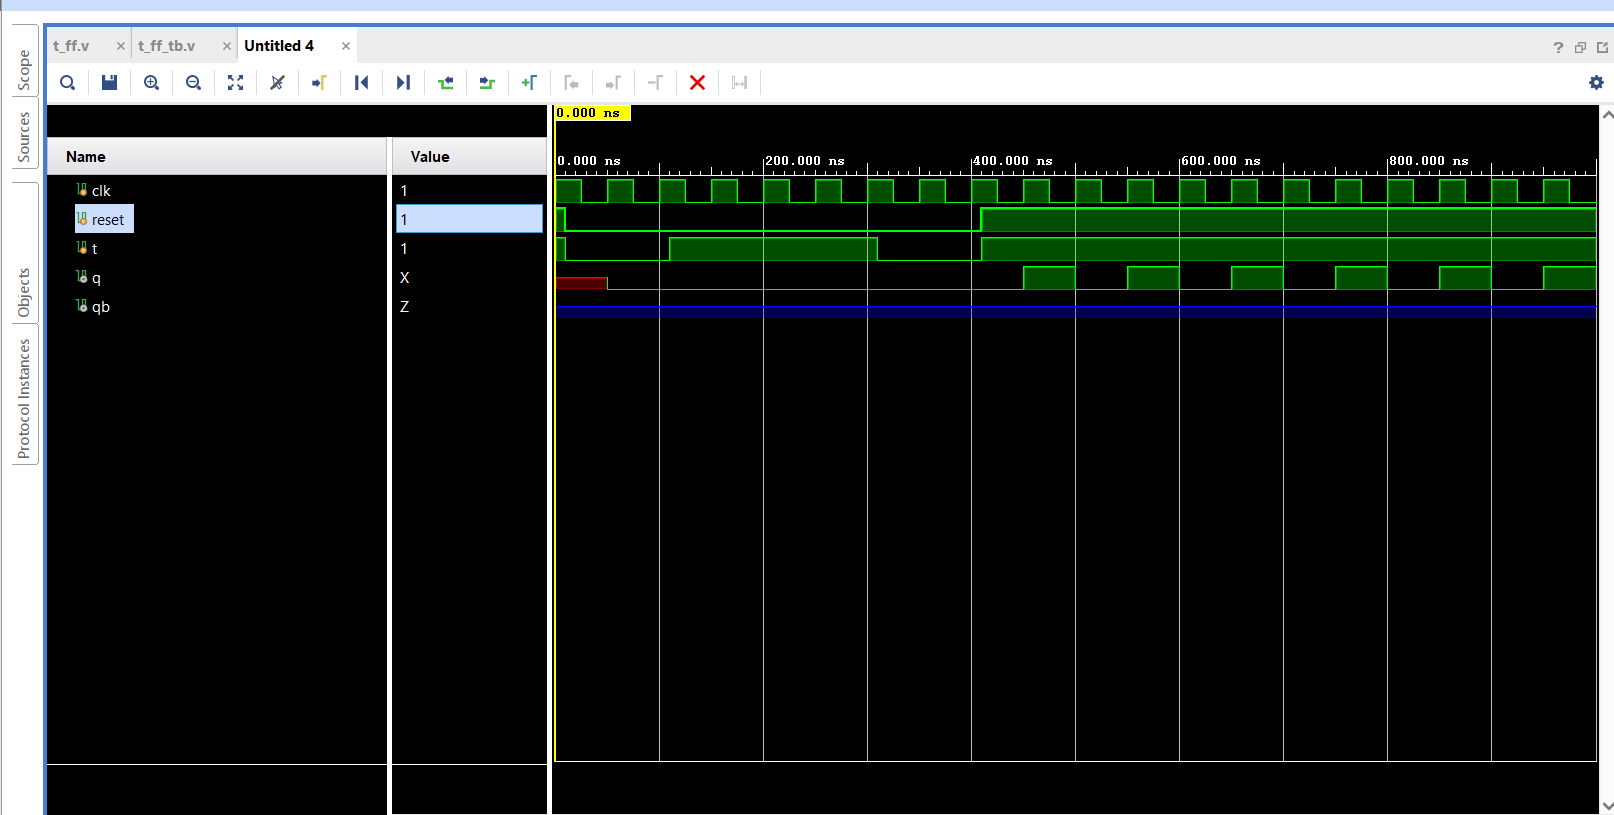 t_ff.v × t_ff_tb.v × Untitled 4 ×
?
Scope
Sources
Objects
Protocol Instances
0.000 ns
Name Value
0.000 ns 200.000 ns 400.000 ns 600.000 ns 800.000 ns
clk 1
reset 1
t 1
q X
qb Z